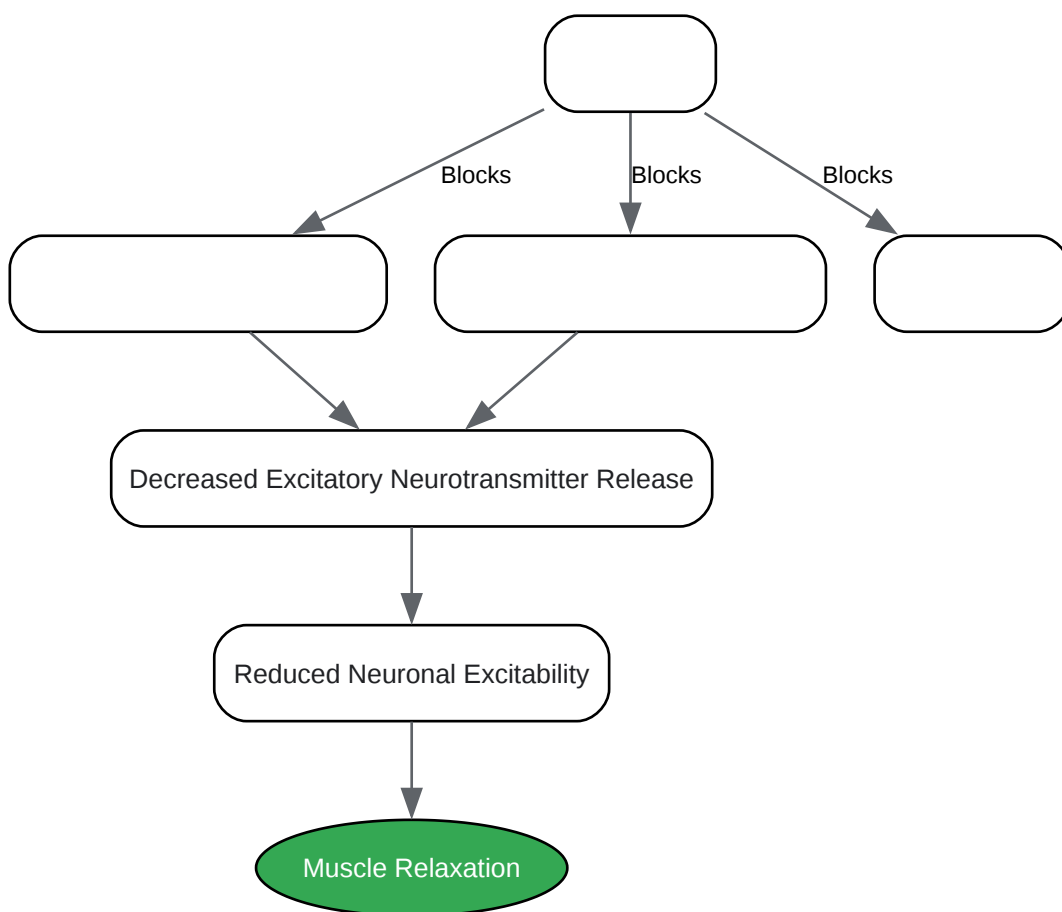 Blocks
Blocks
Blocks
Decreased Excitatory Neurotransmitter Release
Reduced Neuronal Excitability
Muscle Relaxation